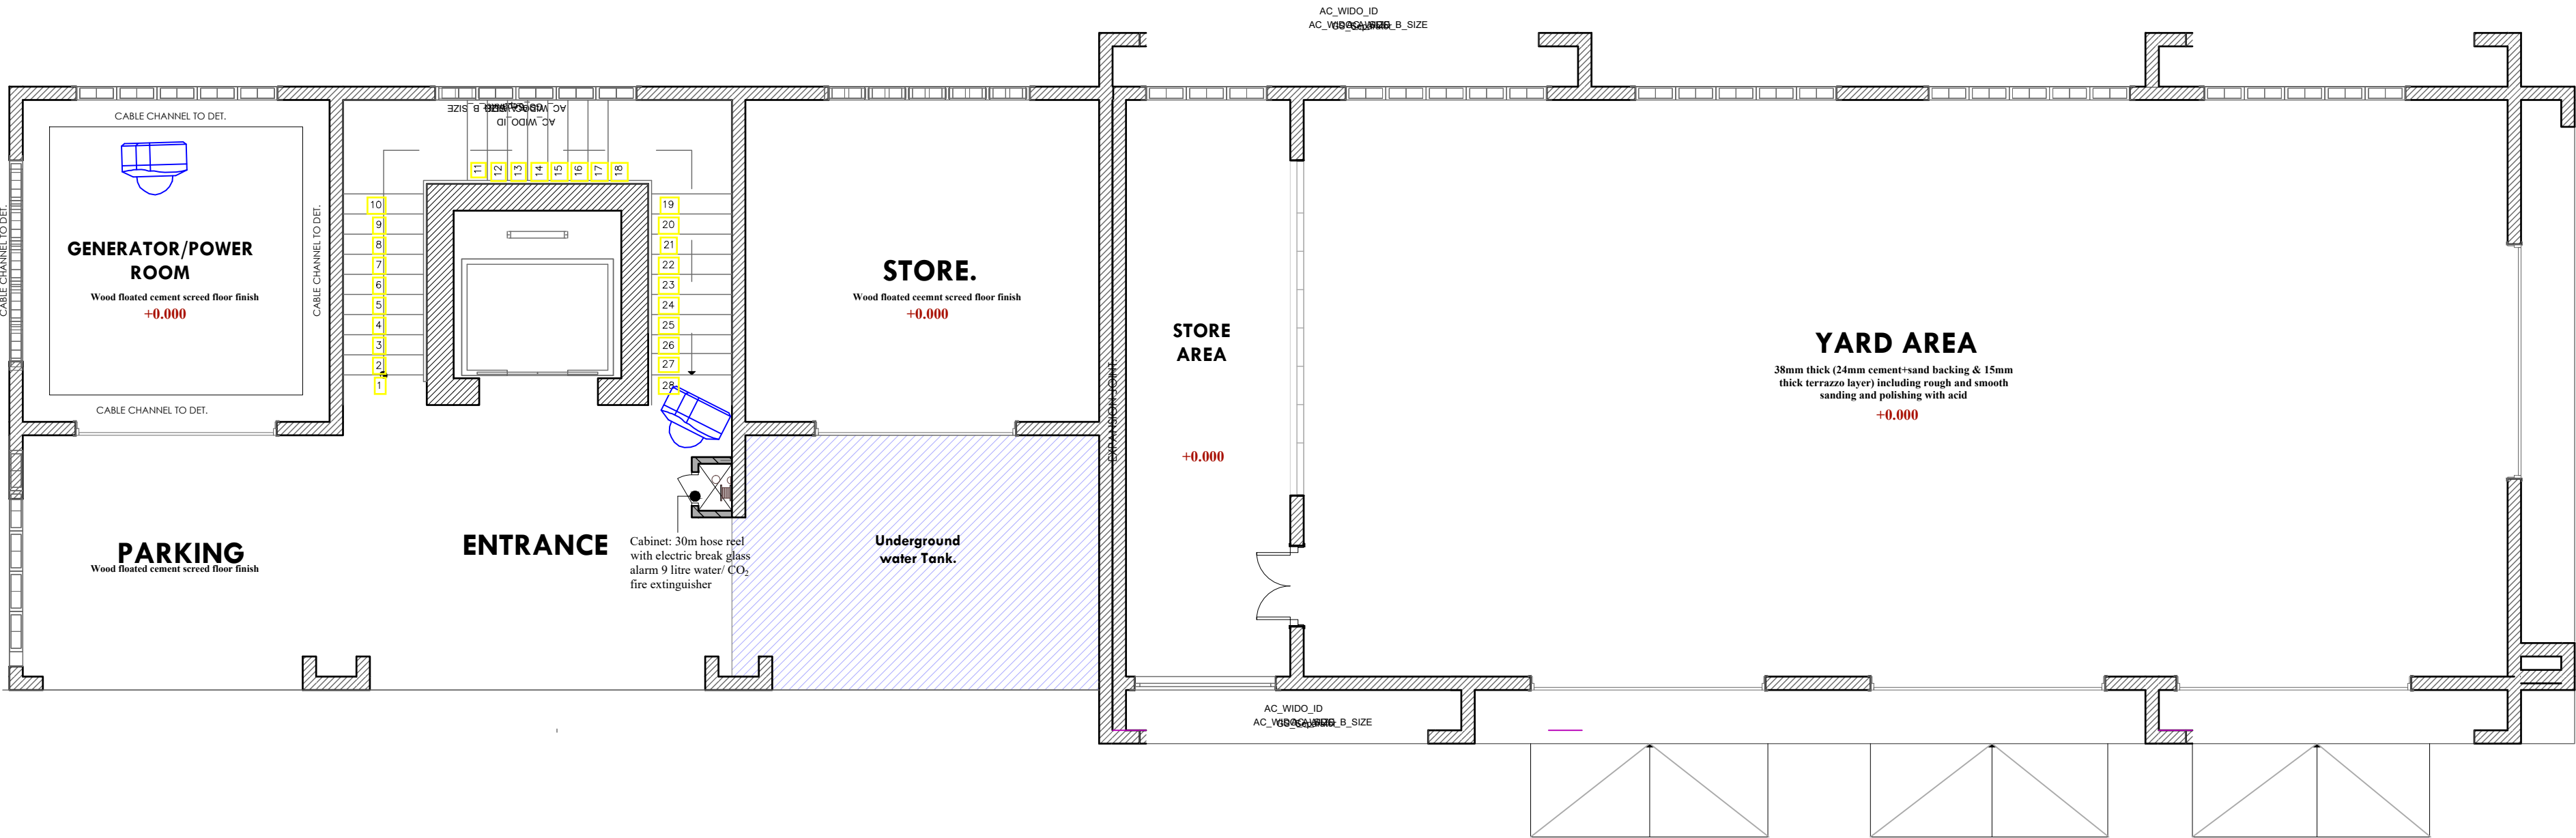 AC_WIDO_ID
CABLE CHANNEL TO DET.
AC_WIDO_ID
11
12
13
14
15
16
17
18
10
9
8
7
6
5
4
3
2
1
19
20
21
22
23
24
25
26
27
28
CABLE CHANNEL TO DET.
CABLE CHANNEL TO DET.
GENERATOR/POWER
ROOM
Wood floated cement screed floor finish
+0.000
CABLE CHANNEL TO DET.
STORE.
Wood floated ceemnt screed floor finish
+0.000
STORE
AREA
+0.000
EXPANSION JOINT.
YARD AREA
38mm thick (24mm cement+sand backing & 15mm
thick terrazzo layer) including rough and smooth
sanding and polishing with acid
+0.000
PARKING
Wood floated cement screed floor finish
ENTRANCE
Cabinet: 30m hose reel
with electric break glass
alarm 9 litre water/ CO₂
fire extinguisher
Underground
water Tank.
AC_WIDO_ID